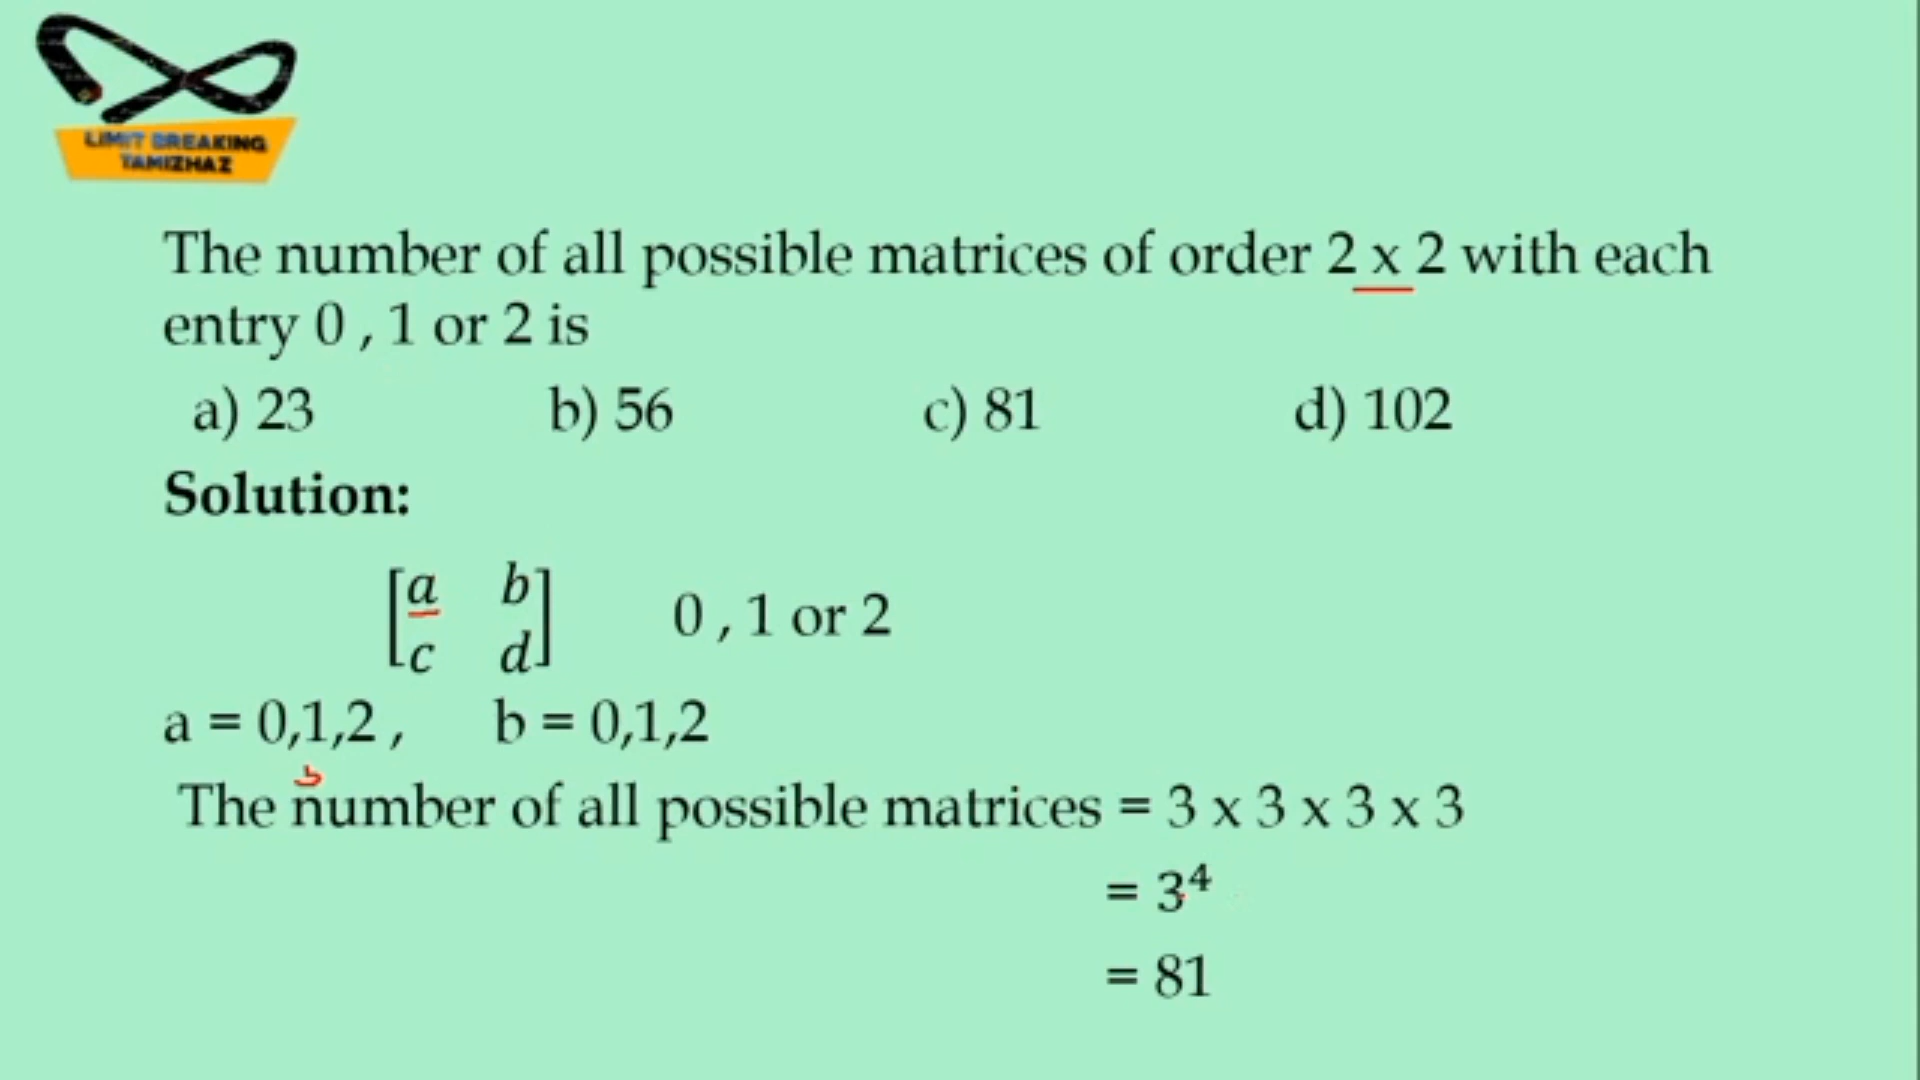 LIMIT BREAKING
TAMIZHAZ
The number of all possible matrices of order 2 x 2 with each
entry 0 , 1 or 2 is
a) 23 b) 56 c) 81 d) 102
Solution:
[a b
c d] 0 , 1 or 2
a = 0,1,2 , b = 0,1,2
The number of all possible matrices = 3 x 3 x 3 x 3
= 3⁴
= 81